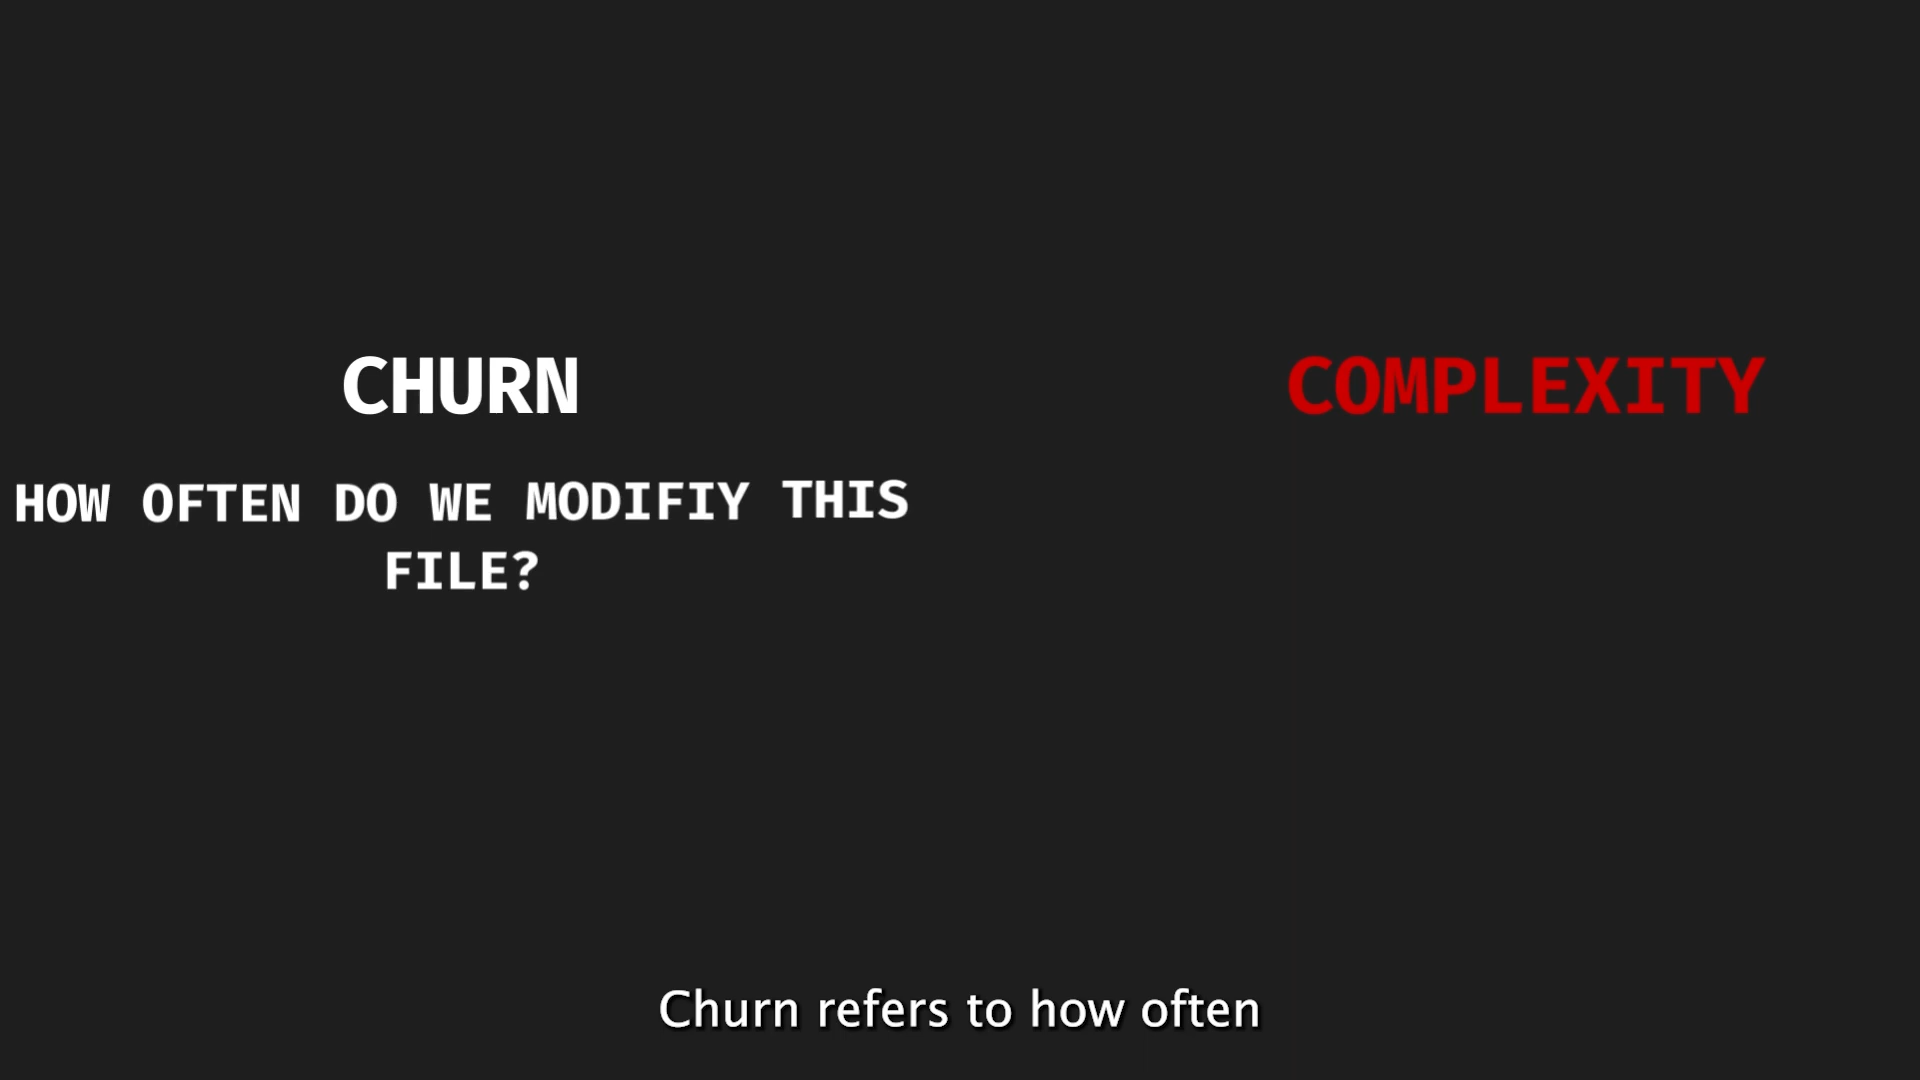 CHURN
COMPLEXITY
HOW OFTEN DO WE MODIFIY THIS
FILE?
Churn refers to how often